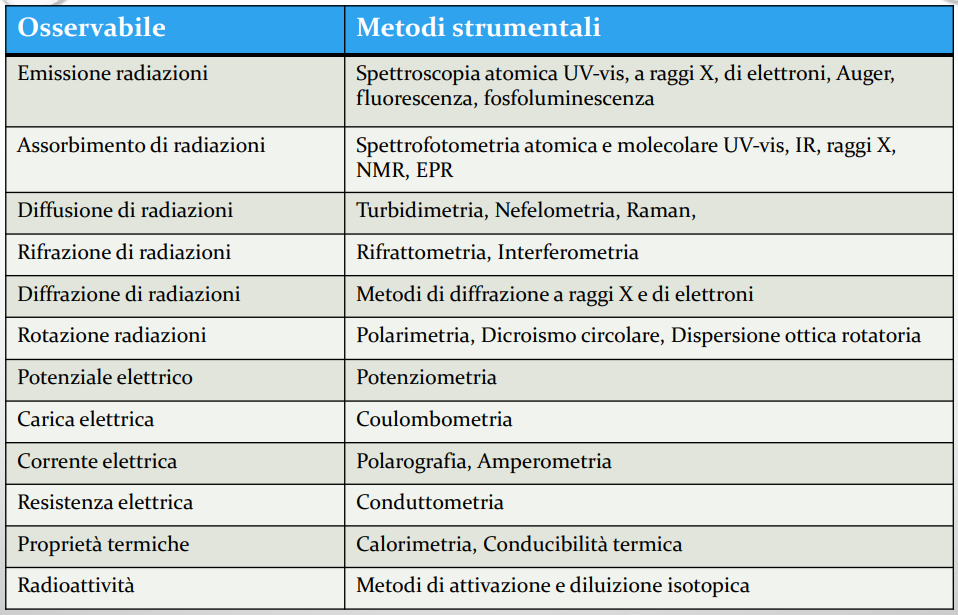 Osservabile
Metodi strumentali
Emissione radiazioni
Spettroscopia atomica UV-vis, a raggi X, di elettroni, Auger,
fluorescenza, fosfoluminescenza
Assorbimento di radiazioni
Spettrofotometria atomica e molecolare UV-vis, IR, raggi X,
NMR, EPR
Diffusione di radiazioni
Turbidimetria, Nefelometria, Raman,
Rifrazione di radiazioni
Rifrattometria, Interferometria
Diffrazione di radiazioni
Metodi di diffrazione a raggi X e di elettroni
Rotazione radiazioni
Polarimetria, Dicroismo circolare, Dispersione ottica rotatoria
Potenziale elettrico
Potenziometria
Carica elettrica
Coulombometria
Corrente elettrica
Polarografia, Amperometria
Resistenza elettrica
Conduttometria
Proprietà termiche
Calorimetria, Conducibilità termica
Radioattività
Metodi di attivazione e diluizione isotopica